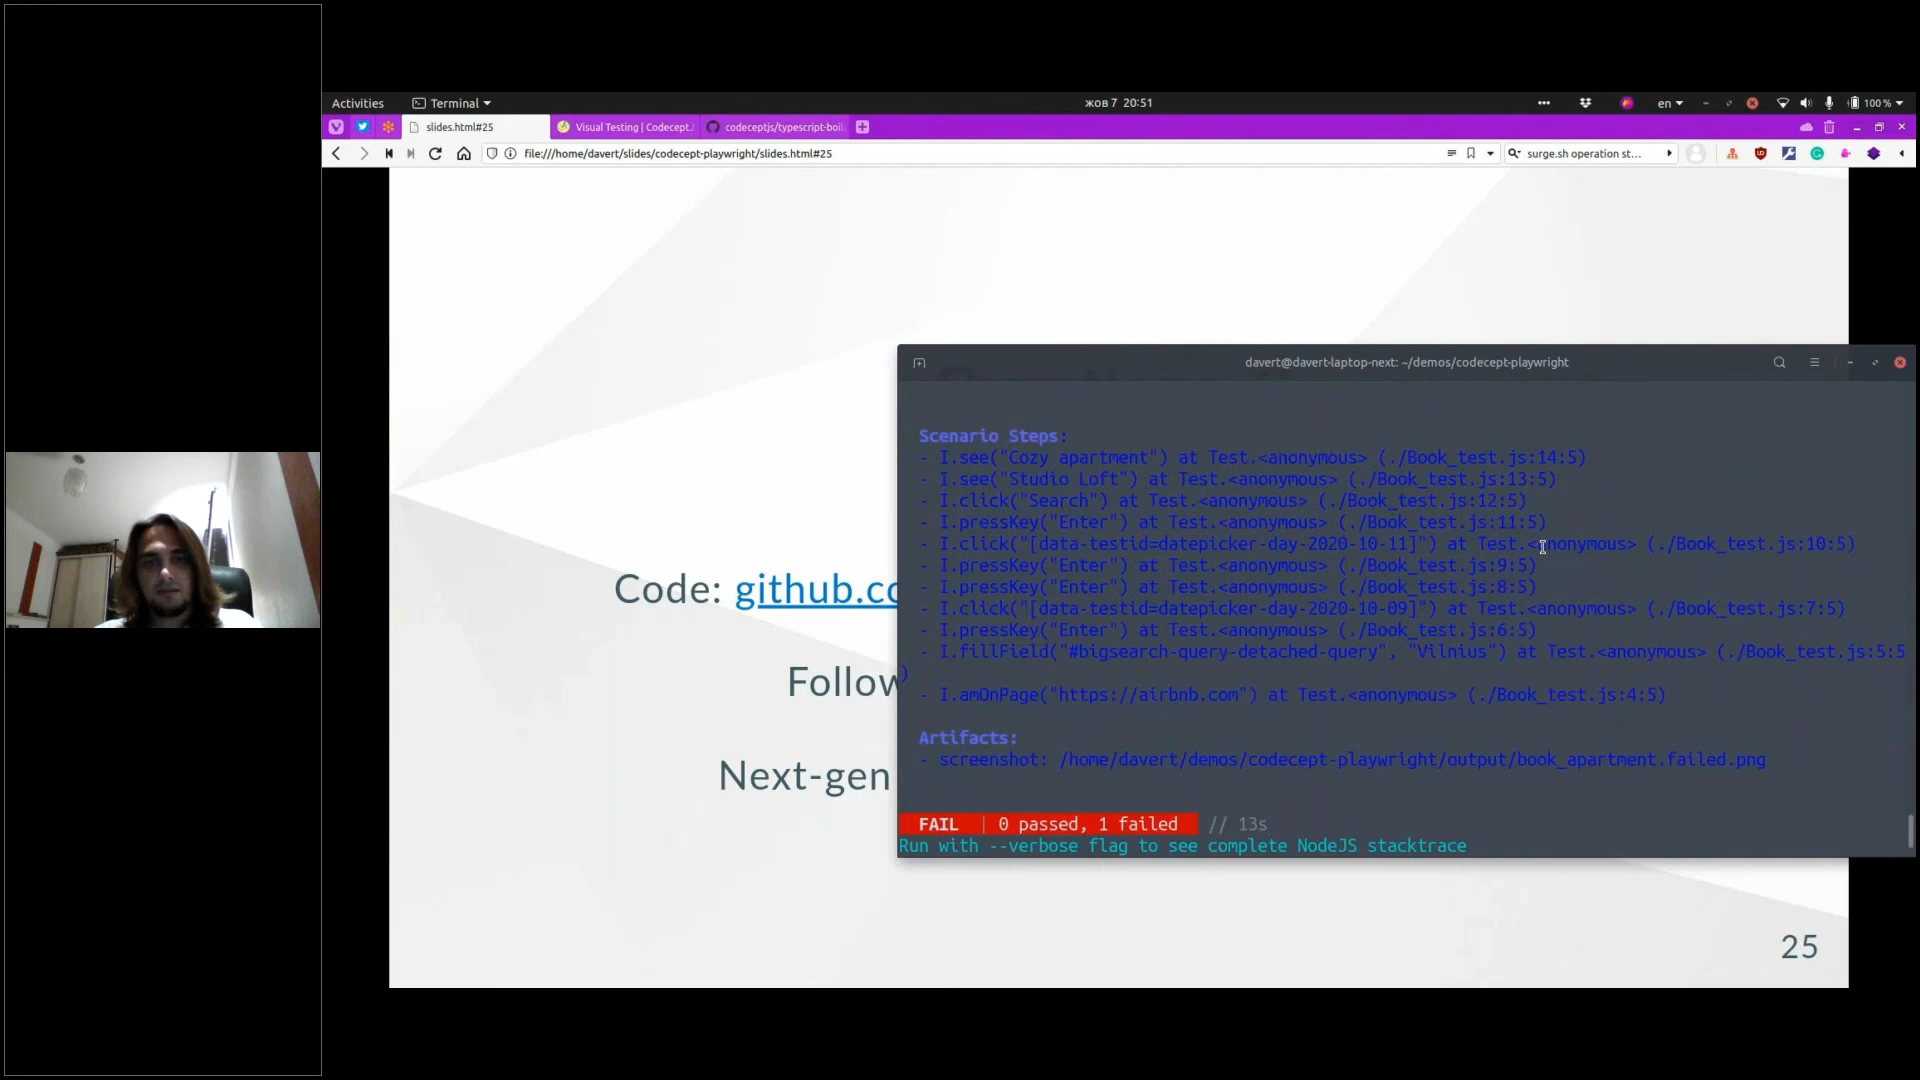 Activities Terminal жов 7 20:51 en 100 %
slides.html#25 Visual Testing | Codecept. codeceptjs/typescript-boil
file:///home/davert/slides/codecept-playwright/slides.html#25 surge.sh operation st...
davert@davert-laptop-next: ~/demos/codecept-playwright
Scenario Steps:
- I.see("Cozy apartment") at Test.<anonymous> (./Book_test.js:14:5)
- I.see("Studio Loft") at Test.<anonymous> (./Book_test.js:13:5)
- I.click("Search") at Test.<anonymous> (./Book_test.js:12:5)
- I.pressKey("Enter") at Test.<anonymous> (./Book_test.js:11:5)
- I.click("[data-testid=datepicker-day-2020-10-11]") at Test.<anonymous> (./Book_test.js:10:5)
- I.pressKey("Enter") at Test.<anonymous> (./Book_test.js:9:5)
- I.pressKey("Enter") at Test.<anonymous> (./Book_test.js:8:5)
- I.click("[data-testid=datepicker-day-2020-10-09]") at Test.<anonymous> (./Book_test.js:7:5)
- I.pressKey("Enter") at Test.<anonymous> (./Book_test.js:6:5)
- I.fillField("#bigsearch-query-detached-query", "Vilnius") at Test.<anonymous> (./Book_test.js:5:5
)
- I.amOnPage("https://airbnb.com") at Test.<anonymous> (./Book_test.js:4:5)
Artifacts:
- screenshot: /home/davert/demos/codecept-playwright/output/book_apartment.failed.png
FAIL | 0 passed, 1 failed // 13s
Run with --verbose flag to see complete NodeJS stacktrace
Code: github.co
Follow
Next-gen
25